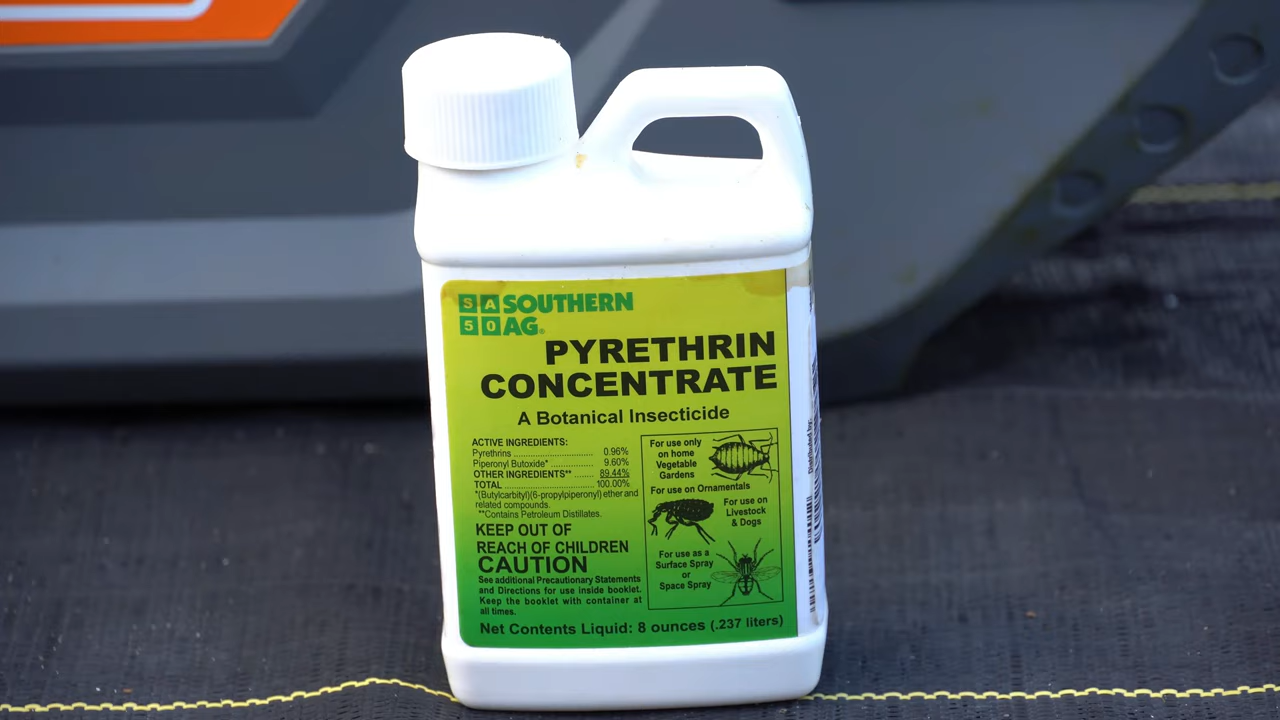 SA SOUTHERN
50 AG®
PYRETHRIN
CONCENTRATE
A Botanical Insecticide
ACTIVE INGREDIENTS:
Pyrethrins ........................... 0.96%
Piperonyl Butoxide* ............... 9.60%
OTHER INGREDIENTS** ....... 89.44%
TOTAL ................................. 100.00%
*(Butylcarbityl)(6-propylpiperonyl) ether and
related compounds.
**Contains Petroleum Distillates.
KEEP OUT OF
REACH OF CHILDREN
CAUTION
See additional Precautionary Statements
and Directions for use inside booklet.
Keep the booklet with container at
all times.
For use only
on home
Vegetable
Gardens
For use on Ornamentals
For use on
Livestock
& Dogs
For use as a
Surface Spray
or
Space Spray
Net Contents Liquid: 8 ounces (.237 liters)
Distributed by: